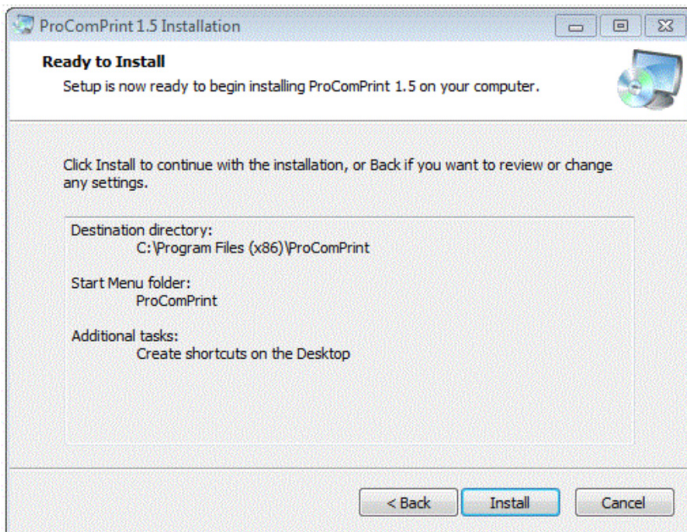 ProComPrint 1.5 Installation
Ready to Install
Setup is now ready to begin installing ProComPrint 1.5 on your computer.
Click Install to continue with the installation, or Back if you want to review or change
any settings.
Destination directory:
C:\Program Files (x86)\ProComPrint
Start Menu folder:
ProComPrint
Additional tasks:
Create shortcuts on the Desktop
< Back
Install
Cancel